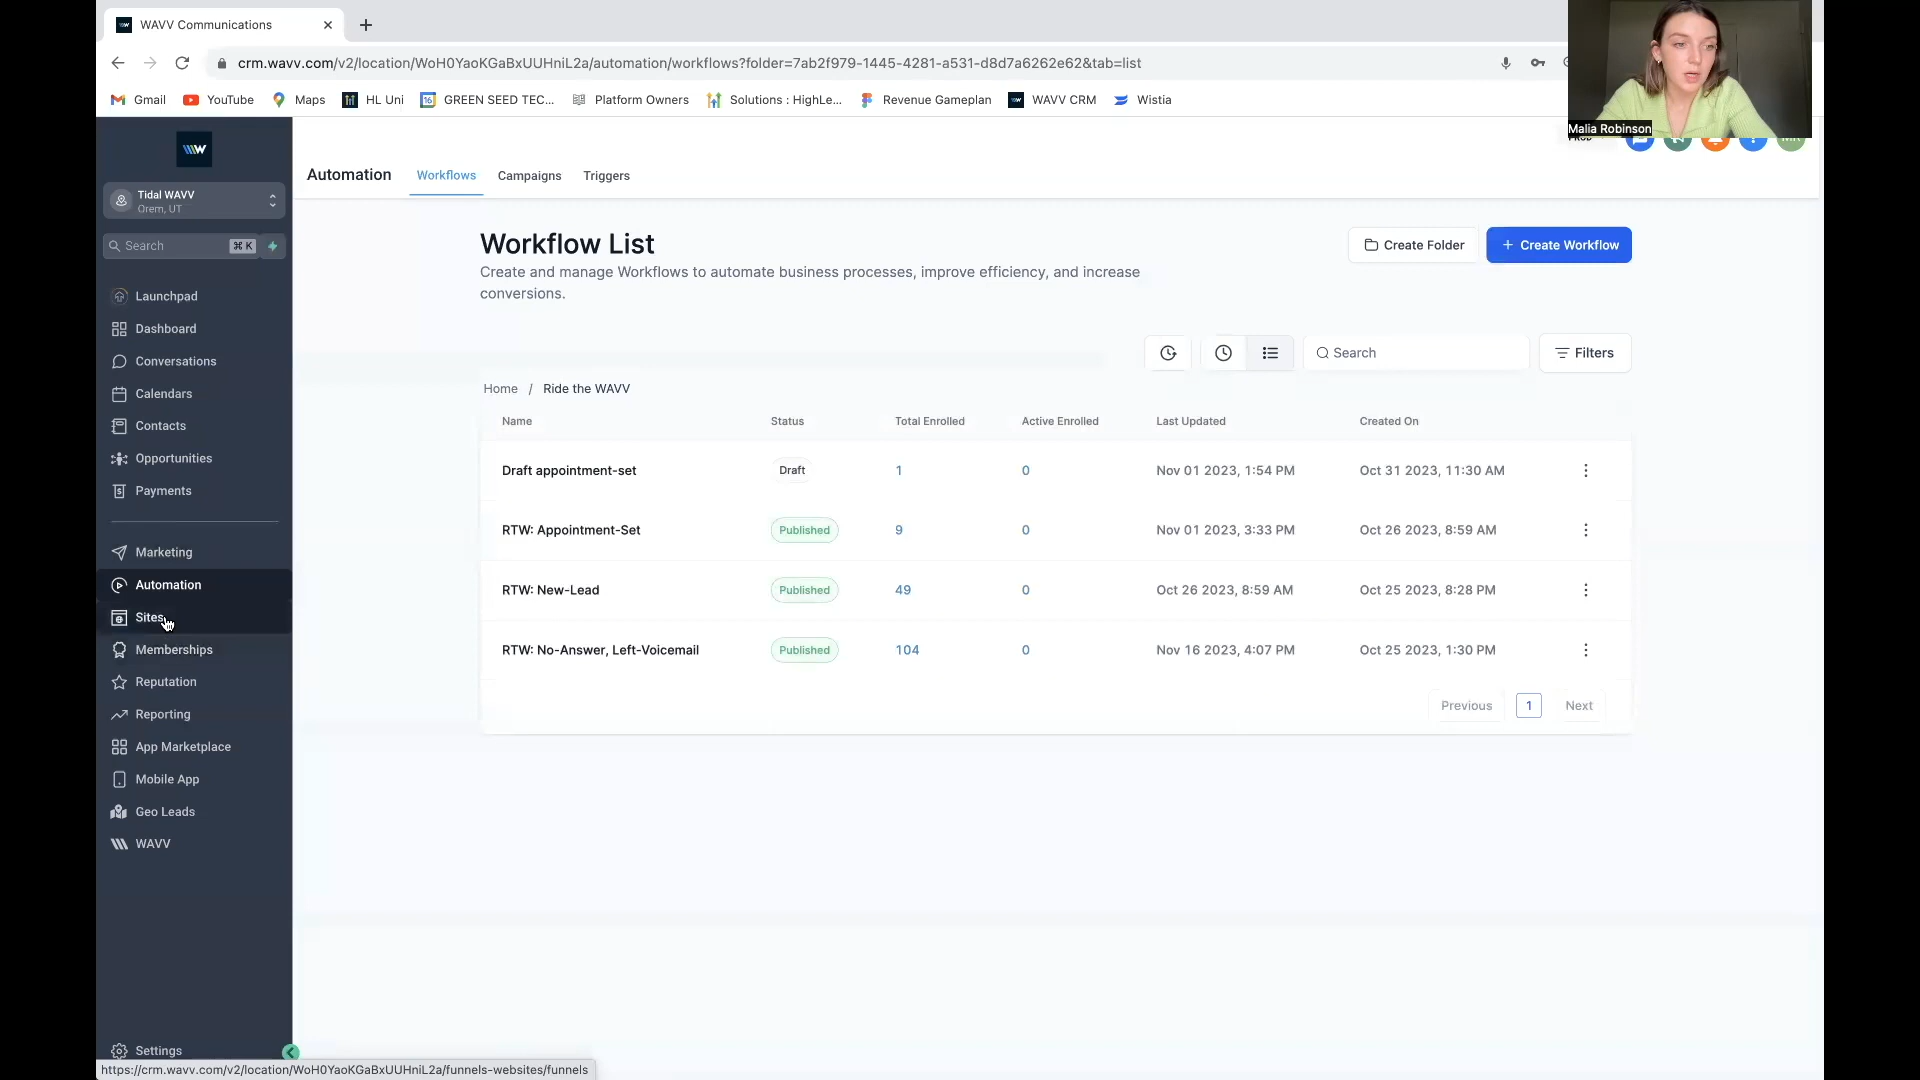 WAVV Communications
crm.wavv.com/v2/location/WoH0YaoKGaBxUUHniL2a/automation/workflows?folder=7ab2f979-1445-4281-a531-d8d7a6262e62&tab=list
Gmail YouTube Maps HL Uni GREEN SEED TEC... Platform Owners Solutions : HighLe... Revenue Gameplan WAVV CRM Wistia
Malia Robinson
Tidal WAVV
Orem, UT
Search ⌘ K
Launchpad
Dashboard
Conversations
Calendars
Contacts
Opportunities
Payments
Marketing
Automation
Sites
Memberships
Reputation
Reporting
App Marketplace
Mobile App
Geo Leads
WAVV
Settings
Automation Workflows Campaigns Triggers
Workflow List
Create and manage Workflows to automate business processes, improve efficiency, and increase
conversions.
Create Folder + Create Workflow
Search Filters
Home / Ride the WAVV
Name Status Total Enrolled Active Enrolled Last Updated Created On
Draft appointment-set Draft 1 0 Nov 01 2023, 1:54 PM Oct 31 2023, 11:30 AM
RTW: Appointment-Set Published 9 0 Nov 01 2023, 3:33 PM Oct 26 2023, 8:59 AM
RTW: New-Lead Published 49 0 Oct 26 2023, 8:59 AM Oct 25 2023, 8:28 PM
RTW: No-Answer, Left-Voicemail Published 104 0 Nov 16 2023, 4:07 PM Oct 25 2023, 1:30 PM
Previous 1 Next
https://crm.wavv.com/v2/location/WoH0YaoKGaBxUUHniL2a/funnels-websites/funnels